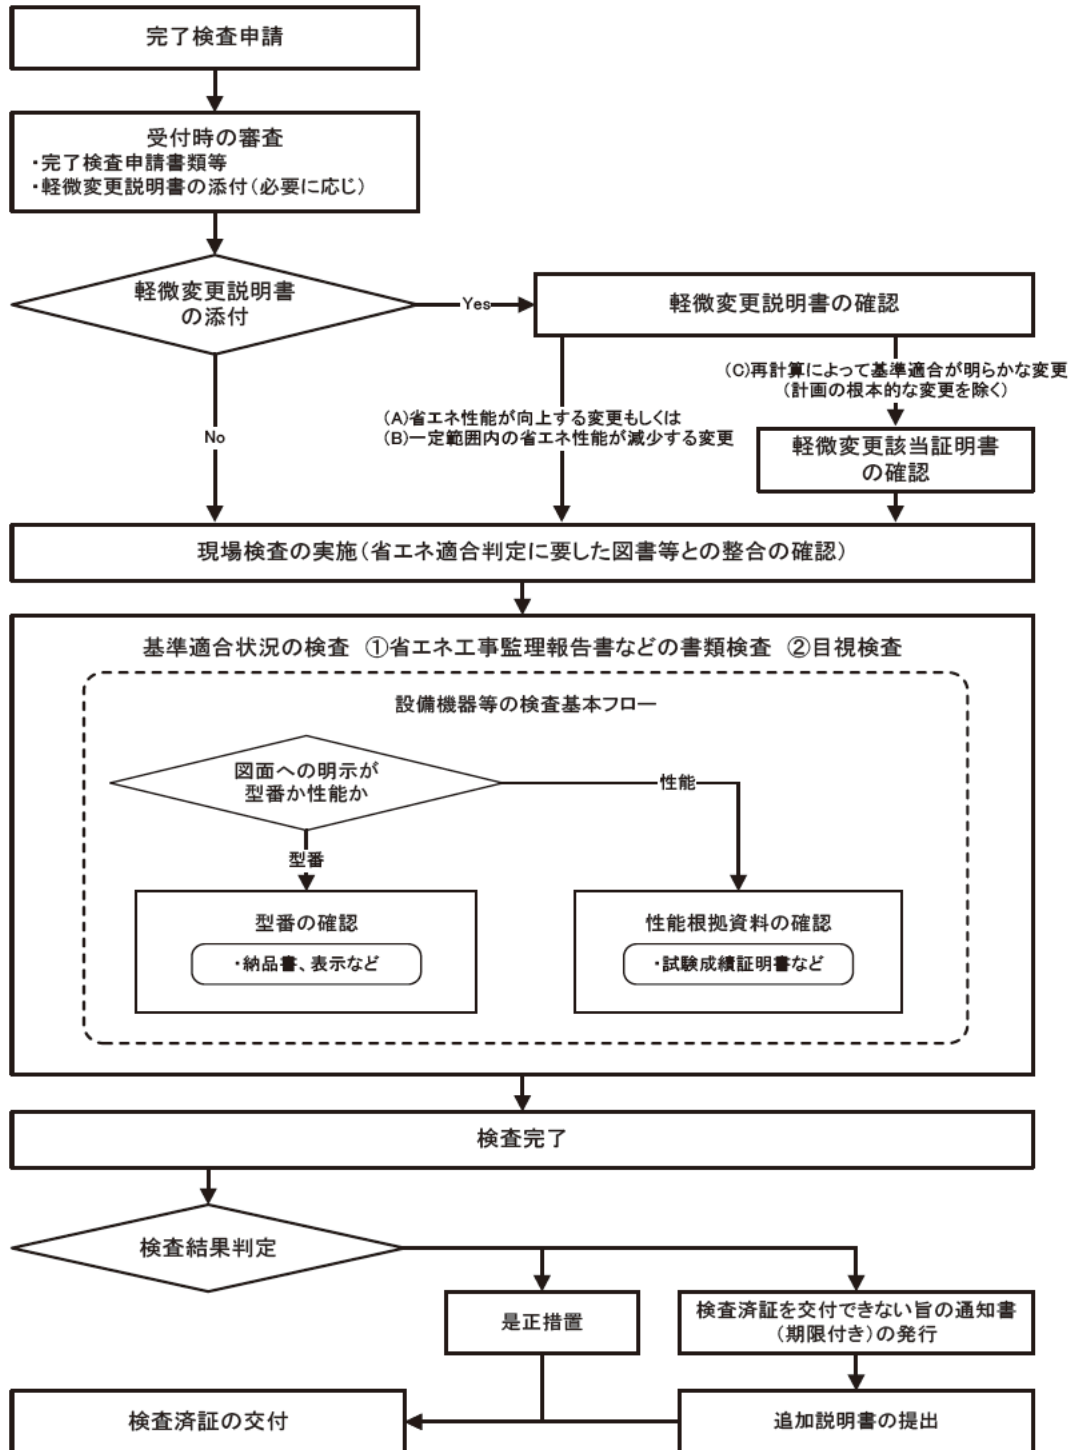 完了検査申請
受付時の審査
・完了検査申請書類等
・軽微変更説明書の添付(必要に応じ)
軽微変更説明書
の添付
Yes
軽微変更説明書の確認
(C)再計算によって基準適合が明らかな変更
(計画の根本的な変更を除く)
(A)省エネ性能が向上する変更もしくは
(B)一定範囲内の省エネ性能が減少する変更
No
軽微変更該当証明書
の確認
現場検査の実施(省エネ適合判定に要した図書等との整合の確認)
基準適合状況の検査 ①省エネ工事監理報告書などの書類検査 ②目視検査
設備機器等の検査基本フロー
図面への明示が
型番か性能か
性能
型番
型番の確認
・納品書、表示など
性能根拠資料の確認
・試験成績証明書など
検査完了
検査結果判定
是正措置
検査済証を交付できない旨の通知書
(期限付き)の発行
検査済証の交付
追加説明書の提出